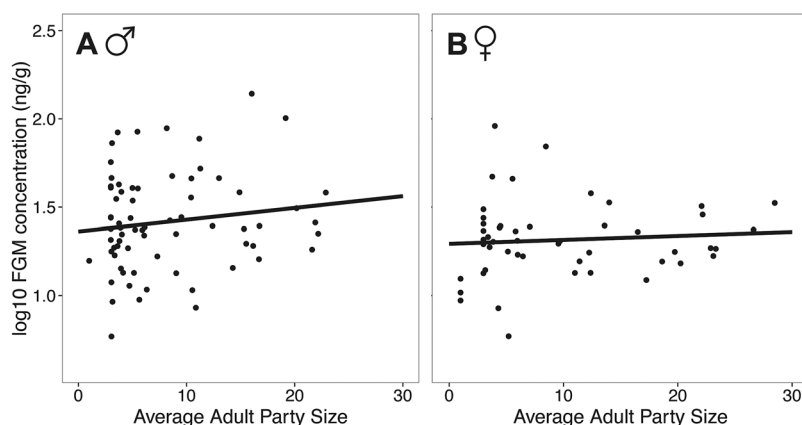 A ♂
B ♀
2.5
2.0
1.5
1.0
log10 FGM concentration (ng/g)
0 10 20 30
0 10 20 30
Average Adult Party Size
Average Adult Party Size